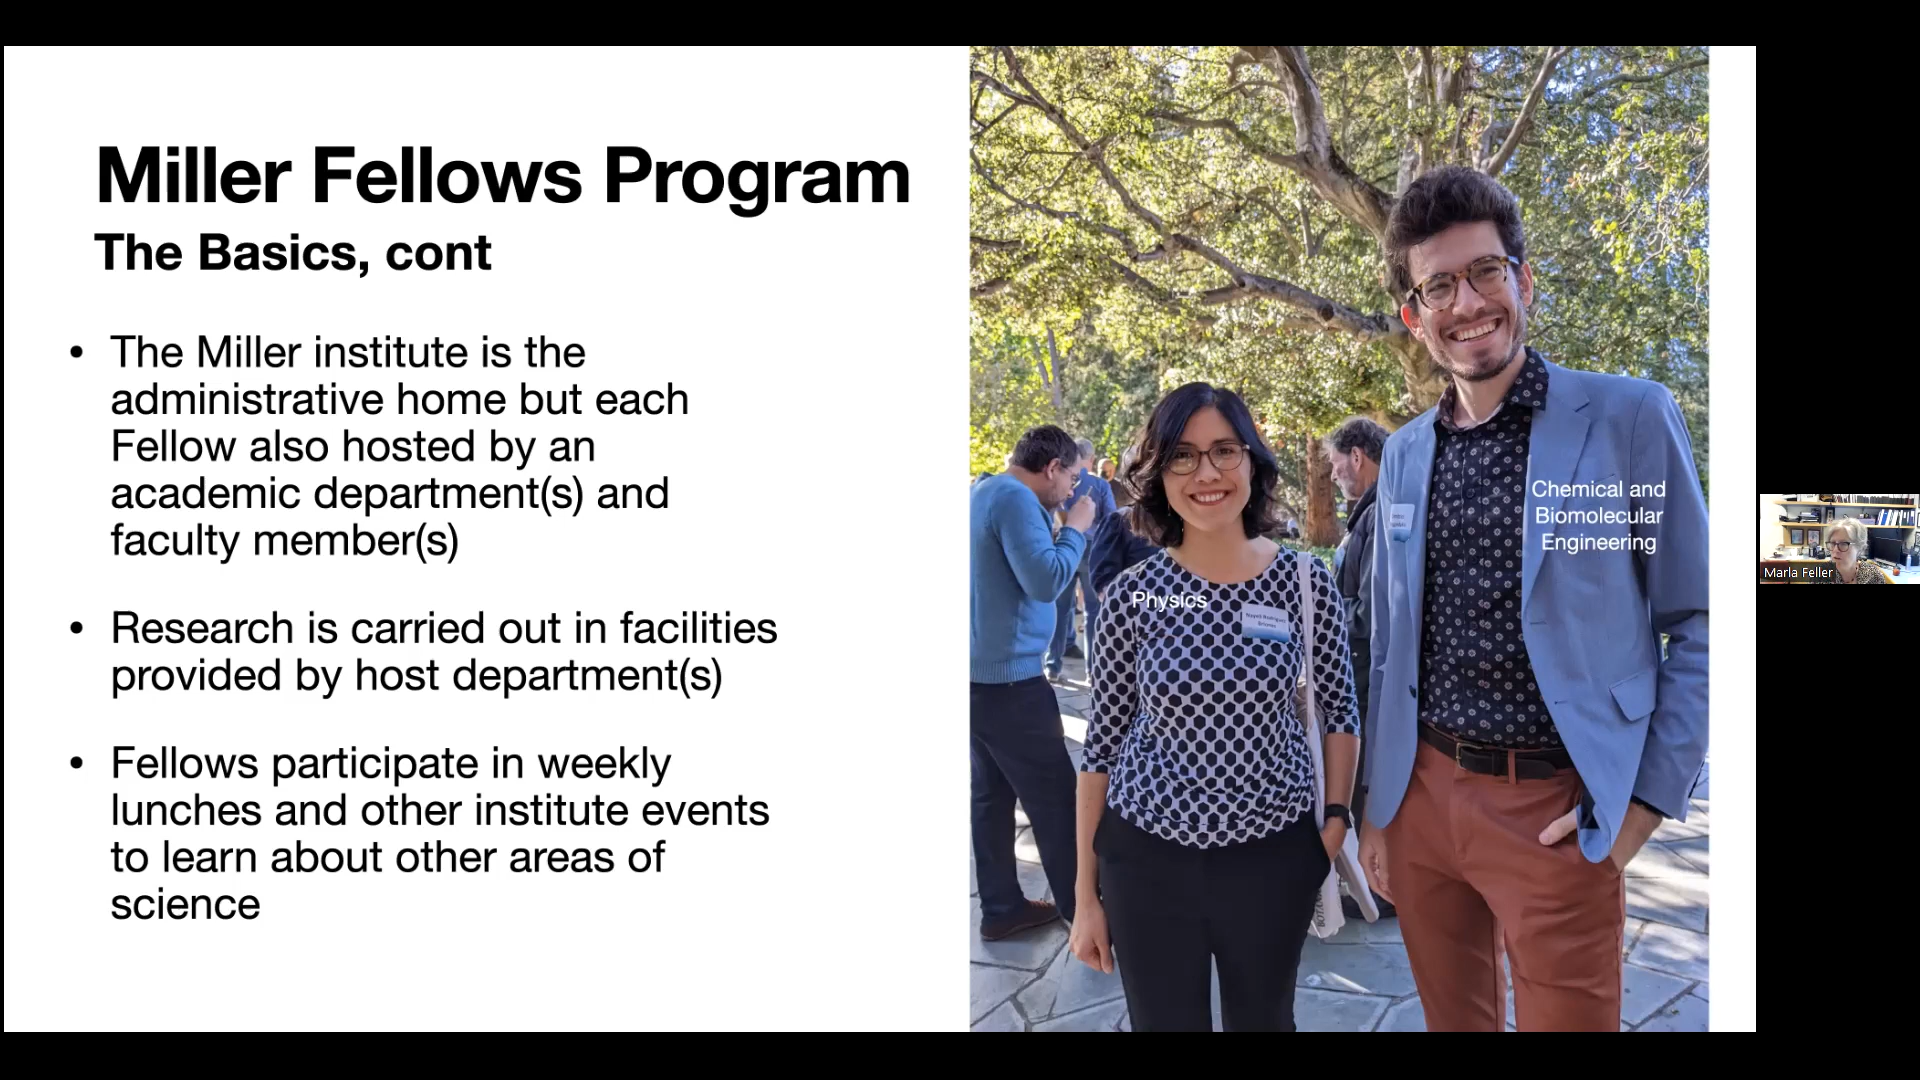 Miller Fellows Program
The Basics, cont
• The Miller institute is the
administrative home but each
Fellow also hosted by an
academic department(s) and
faculty member(s)
• Research is carried out in facilities
provided by host department(s)
• Fellows participate in weekly
lunches and other institute events
to learn about other areas of
science
Physics
Chemical and
Biomolecular
Engineering
Marla Feller